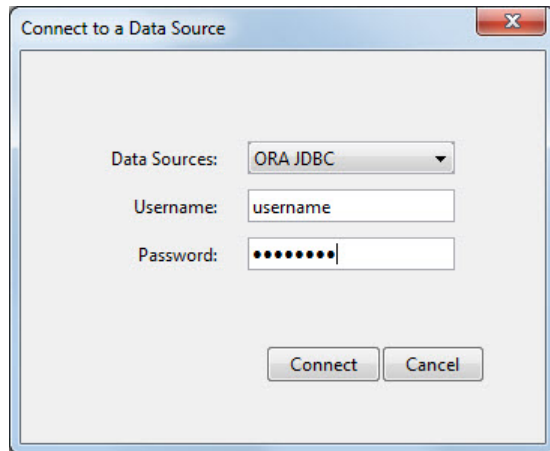 Connect to a Data Source
Data Sources: ORA JDBC
Username: username
Password: ••••••••
Connect Cancel